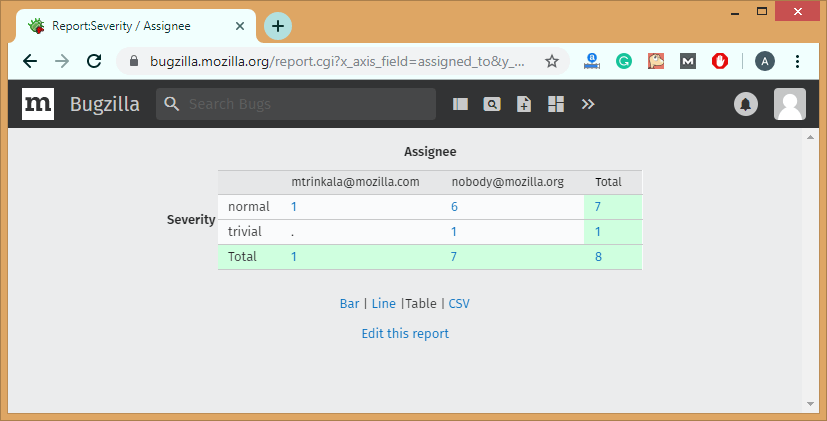 Report:Severity / Assignee
bugzilla.mozilla.org/report.cgi?x_axis_field=assigned_to&y_...
A
m Bugzilla Search Bugs
Assignee
mtrinkala@mozilla.com nobody@mozilla.org Total
Severity
normal 1 6 7
trivial . 1 1
Total 1 7 8
Bar | Line |Table | CSV
Edit this report